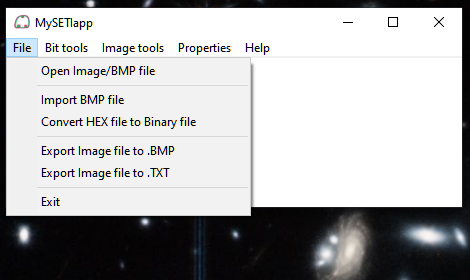 MySETIapp
File Bit tools Image tools Properties Help
Open Image/BMP file
Import BMP file
Convert HEX file to Binary file
Export Image file to .BMP
Export Image file to .TXT
Exit